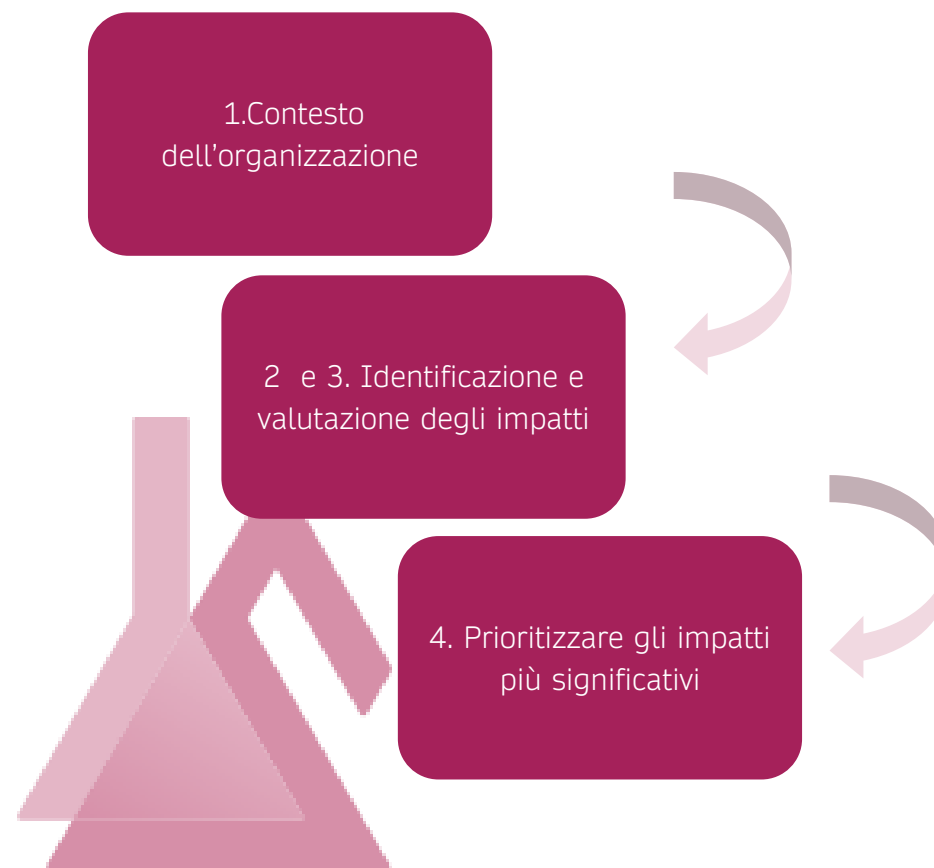 1.Contesto
dell’organizzazione
2 e 3. Identificazione e
valutazione degli impatti
4. Prioritizzare gli impatti
più significativi